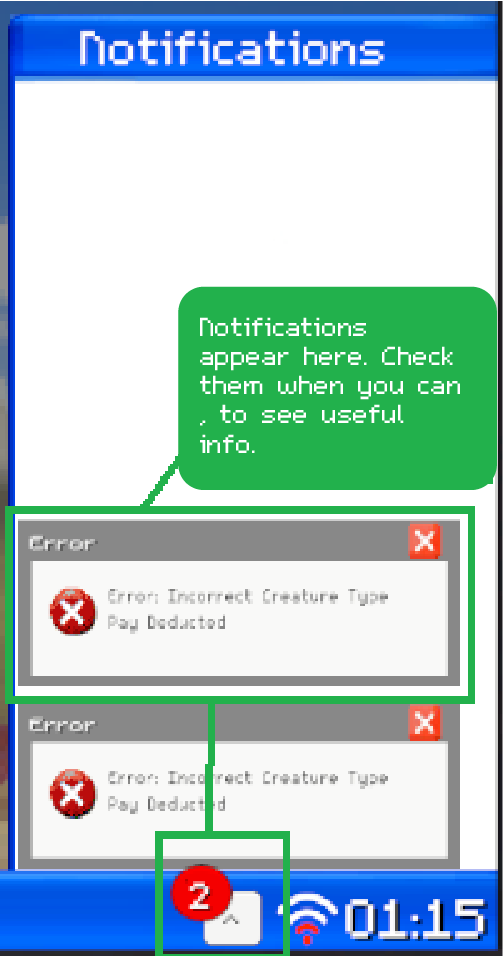 Notifications
Notifications
appear here. Check
them when you can
, to see useful
info.
Error
Error: Incorrect Creature Type
Pay Deducted
Error
Error: Incorrect Creature Type
Pay Deducted
2
01:15